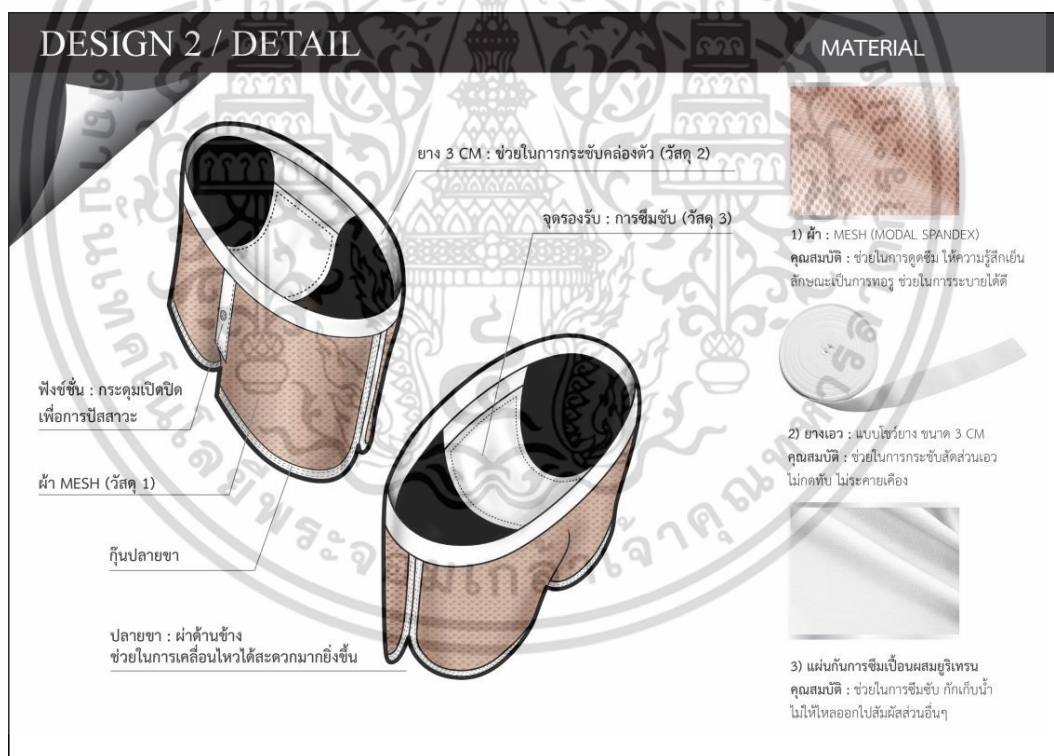 DESIGN 2 / DETAIL
MATERIAL
ยาง 3 CM : ช่วยในการกระชับคล่องตัว (วัสดุ 2)
จุดรองรับ : การซึมซับ (วัสดุ 3)
ฟังช์ชั่น : กระดุมเปิดปิด
เพื่อการปัสสาวะ
ผ้า MESH (วัสดุ 1)
กุ๊นปลายขา
ปลายขา : ผ่าด้านข้าง
ช่วยในการเคลื่อนไหวได้สะดวกมากยิ่งขึ้น
1) ผ้า : MESH (MODAL SPANDEX)
คุณสมบัติ : ช่วยในการดูดซึม ให้ความรู้สึกเย็น
ลักษณะเป็นการทอรู ช่วยในการระบายได้ดี
2) ยางเอว : แบบโชว์ยาง ขนาด 3 CM
คุณสมบัติ : ช่วยในการกระชับสัดส่วนเอว
ไม่กดทับ ไม่ระคายเคือง
3) แผ่นกันการซึมเปื้อนผสมยูริเทรน
คุณสมบัติ : ช่วยในการซึมซับ กักเก็บน้ำ
ไม่ให้ไหลออกไปสัมผัสส่วนอื่นๆ